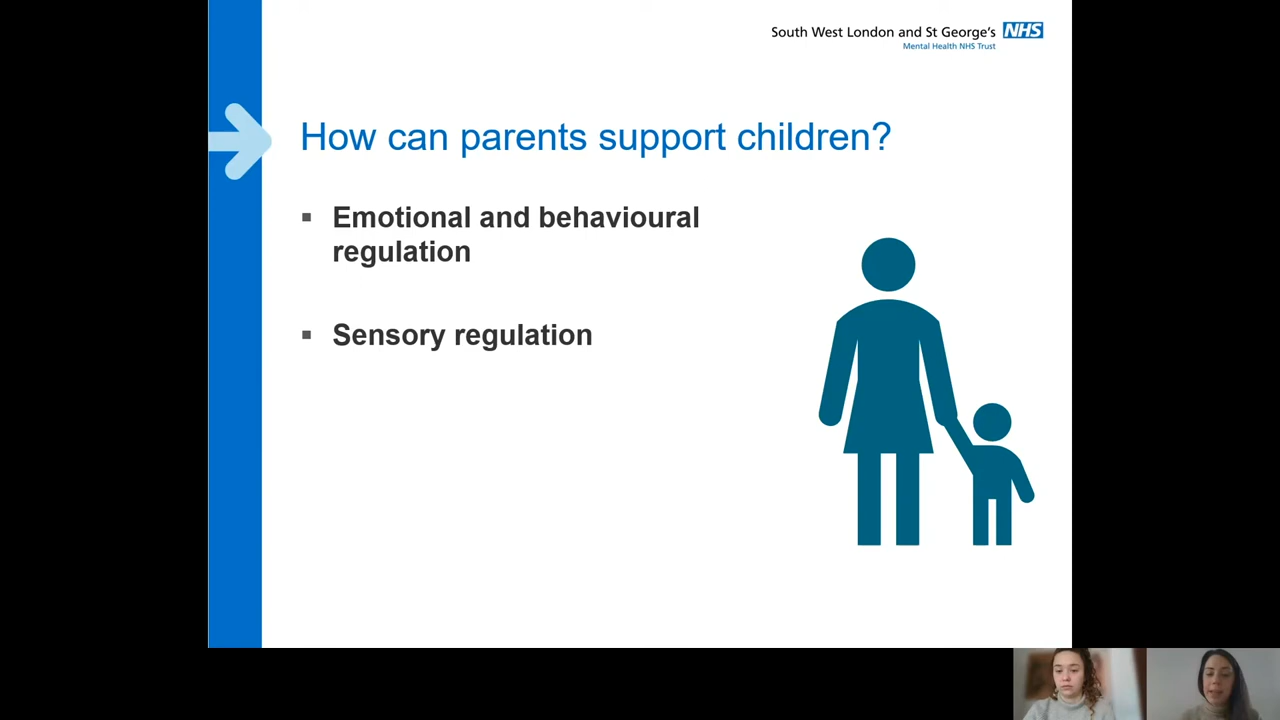 South West London and St George's NHS
Mental Health NHS Trust
How can parents support children?
▪ Emotional and behavioural
regulation
▪ Sensory regulation